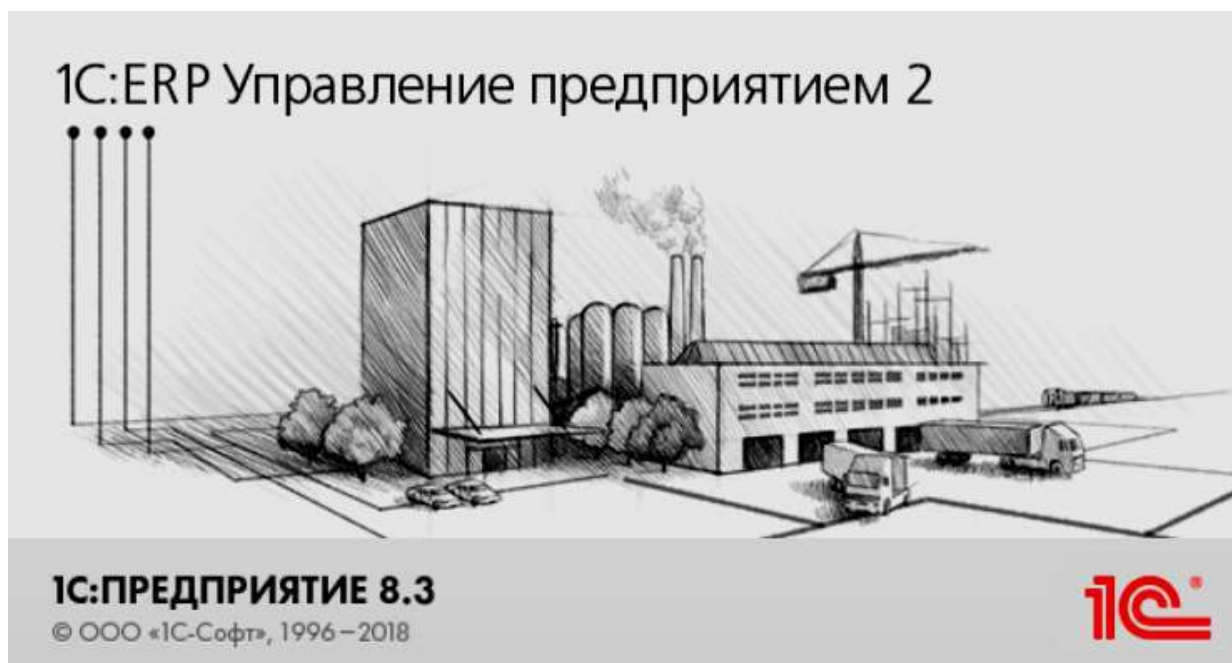 1С:ERP Управление предприятием 2
1С:ПРЕДПРИЯТИЕ 8.3
© ООО «1С-Софт», 1996–2018
1С®